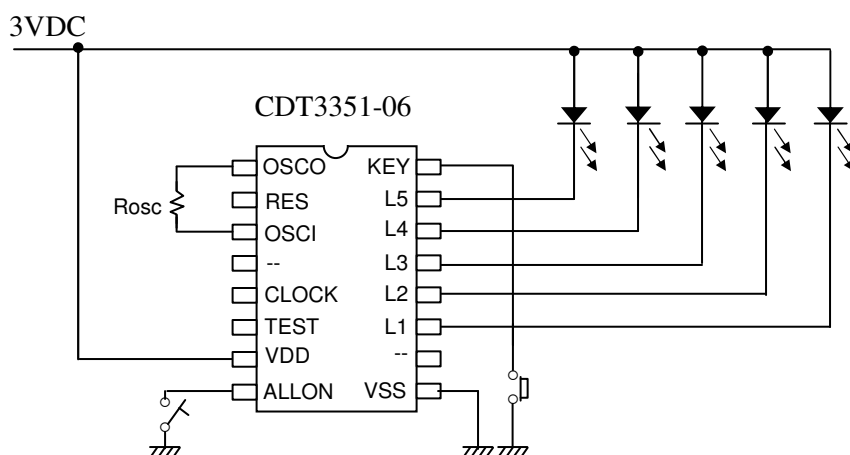 3VDC
CDT3351-06
OSCO KEY
RES L5
Rosc
OSCI L4
-- L3
CLOCK L2
TEST L1
VDD --
ALLON VSS